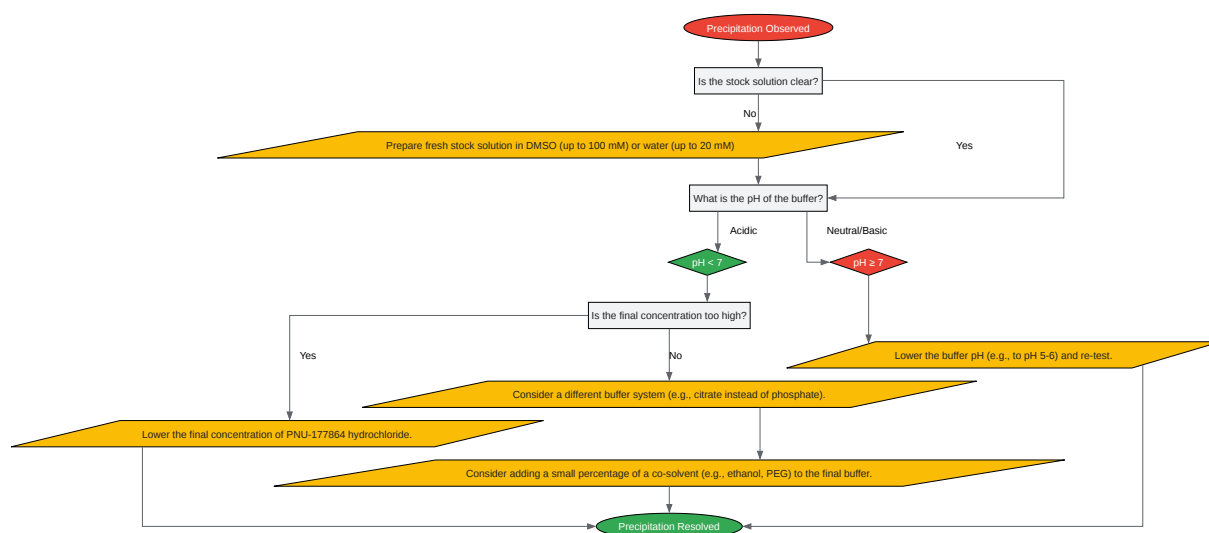 Precipitation Observed
Is the stock solution clear?
No
Prepare fresh stock solution in DMSO (up to 100 mM) or water (up to 20 mM)
Yes
What is the pH of the buffer?
Acidic
Neutral/Basic
pH < 7
pH ≥ 7
Is the final concentration too high?
Yes
No
Lower the buffer pH (e.g., to pH 5-6) and re-test.
Consider a different buffer system (e.g., citrate instead of phosphate).
Lower the final concentration of PNU-177864 hydrochloride.
Consider adding a small percentage of a co-solvent (e.g., ethanol, PEG) to the final buffer.
Precipitation Resolved